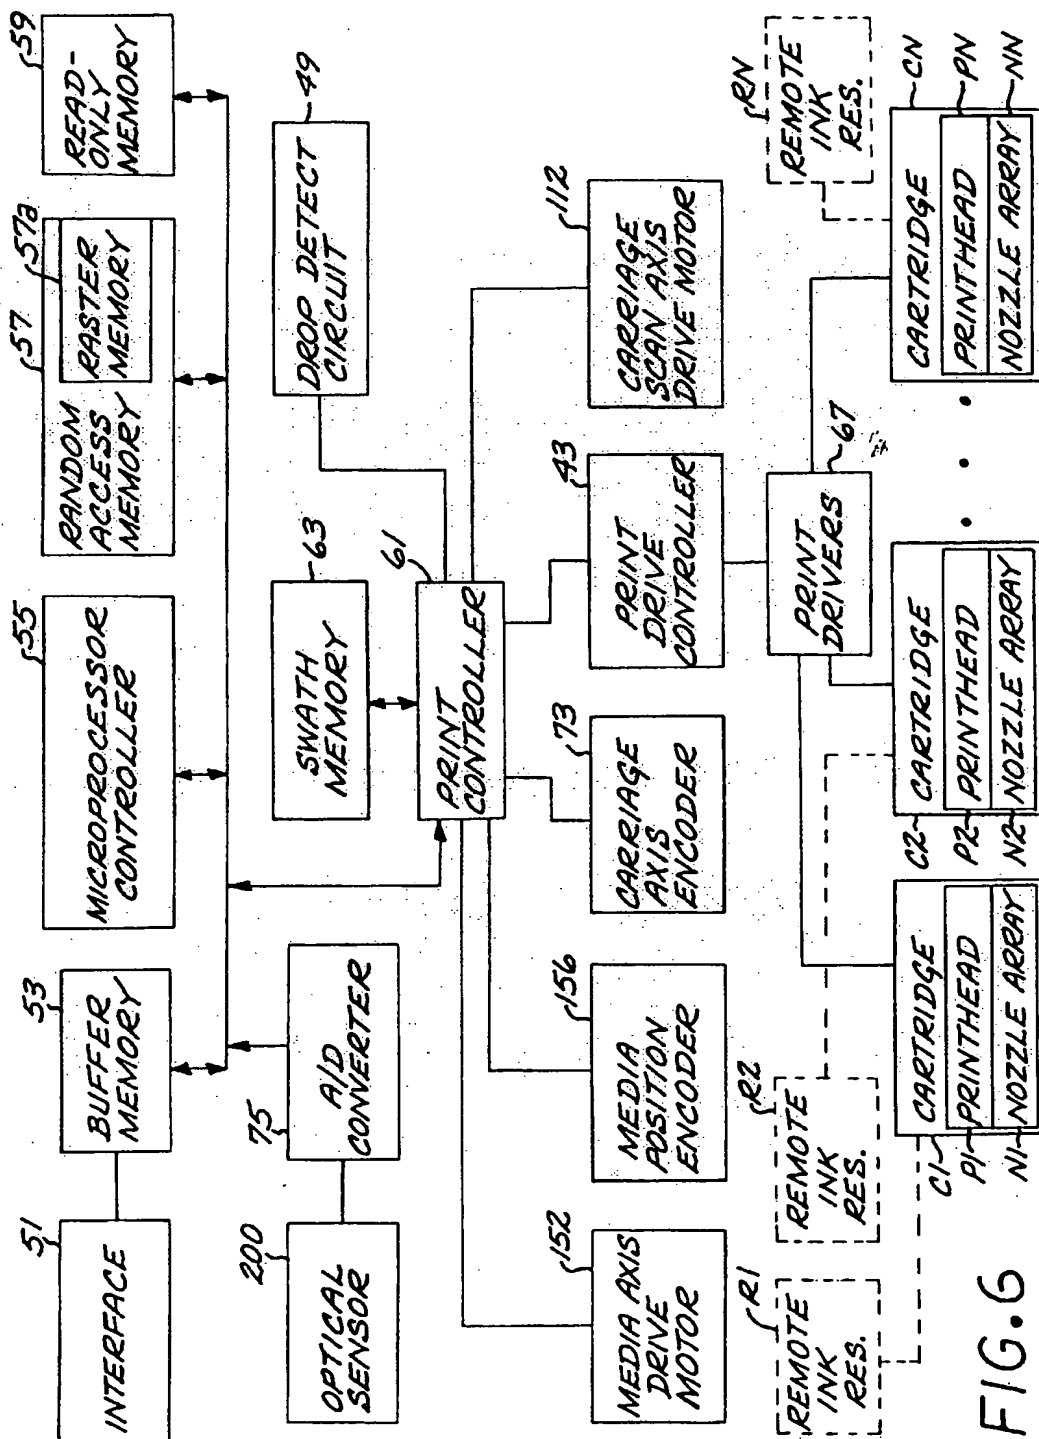 51
INTERFACE
53
BUFFER
MEMORY
55
MICROPROCESSOR
CONTROLLER
57
RANDOM
ACCESS
MEMORY
57a
RASTER
MEMORY
59
READ-
ONLY
MEMORY
200
OPTICAL
SENSOR
75
A/D
CONVERTER
63
SWATH
MEMORY
49
DROP DETECT
CIRCUIT
61
PRINT
CONTROLLER
152
MEDIA AXIS
DRIVE
MOTOR
156
MEDIA
POSITION
ENCODER
73
CARRIAGE
AXIS
ENCODER
43
PRINT
DRIVE
CONTROLLER
112
CARRIAGE
SCAN AXIS
DRIVE MOTOR
R1
REMOTE
INK
RES.
R2
REMOTE
INK
RES.
67
PRINT
DRIVERS
RN
REMOTE
INK
RES.
C1
CARTRIDGE
P1
PRINTHEAD
N1
NOZZLE ARRAY
C2
CARTRIDGE
P2
PRINTHEAD
N2
NOZZLE ARRAY
CARTRIDGE
CN
PRINTHEAD
PN
NOZZLE ARRAY
NN
FIG.6